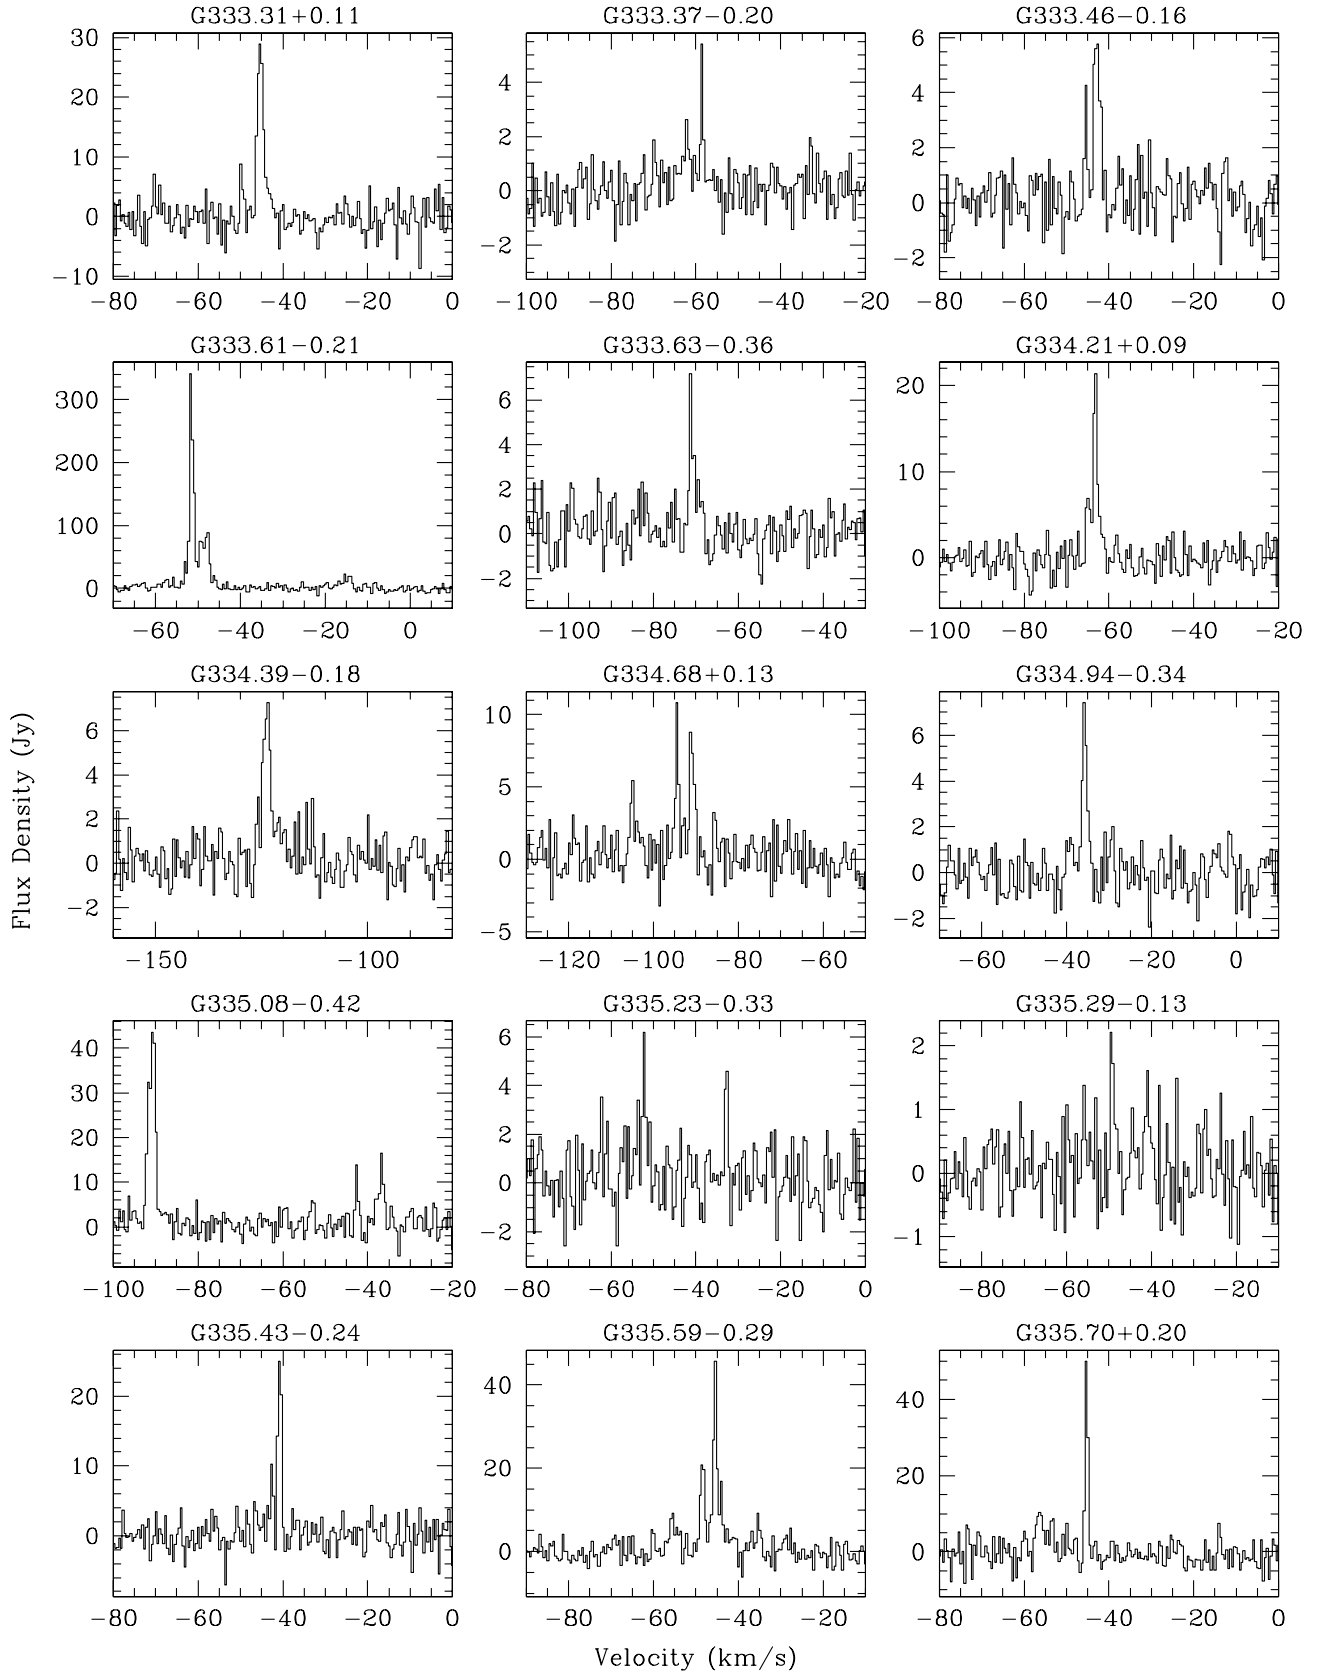 G333.31+0.11 G333.37−0.20 G333.46−0.16
30 20 10 0 −10
4 2 0 −2
6 4 2 0 −2
−80 −60 −40 −20 0 −100 −80 −60 −40 −20 −80 −60 −40 −20 0
G333.61−0.21 G333.63−0.36 G334.21+0.09
300 200 100 0
6 4 2 0 −2
20 10 0
−60 −40 −20 0 −100 −80 −60 −40 −100 −80 −60 −40 −20
G334.39−0.18 G334.68+0.13 G334.94−0.34
6 4 2 0 −2
10 5 0 −5
6 4 2 0 −2
−150 −100 −120 −100 −80 −60 −60 −40 −20 0
Flux Density (Jy)
G335.08−0.42 G335.23−0.33 G335.29−0.13
40 30 20 10 0
6 4 2 0 −2
2 1 0 −1
−100 −80 −60 −40 −20 −80 −60 −40 −20 0 −80 −60 −40 −20
G335.43−0.24 G335.59−0.29 G335.70+0.20
20 10 0
40 20 0
40 20 0
−80 −60 −40 −20 0 −80 −60 −40 −20 −80 −60 −40 −20 0
Velocity (km/s)